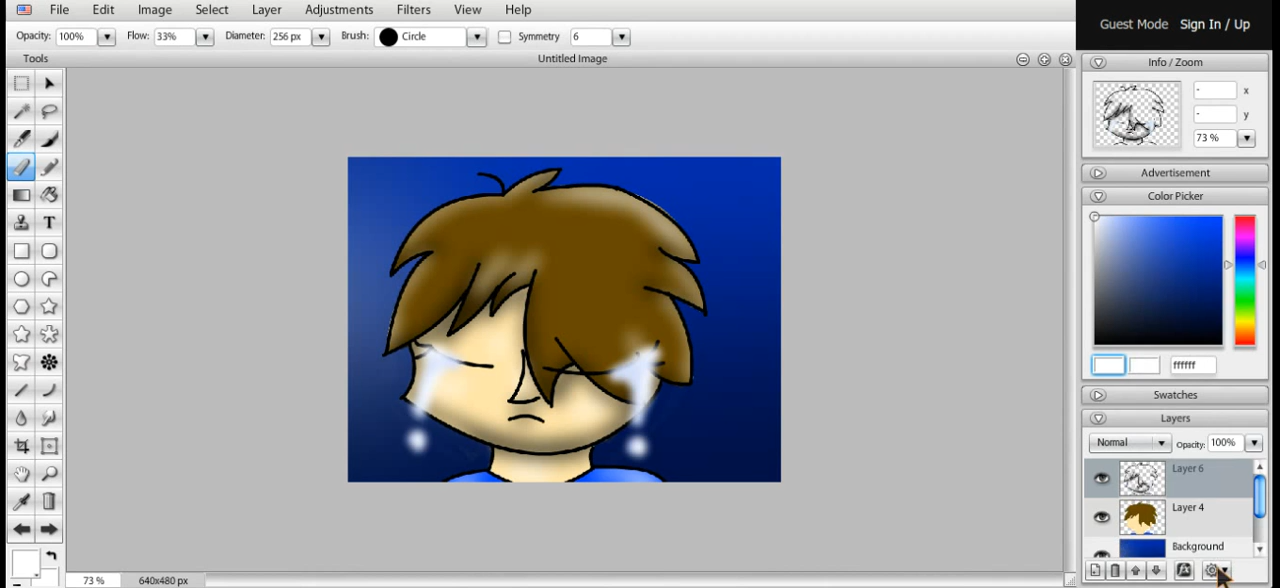 File Edit Image Select Layer Adjustments Filters View Help
Guest Mode Sign In / Up
Opacity: 100% Flow: 33% Diameter: 256 px Brush: Circle Symmetry 6
Tools
Untitled Image
Info / Zoom
- x
- y
73 %
Advertisement
Color Picker
ffffff
Swatches
Layers
Normal Opacity: 100%
Layer 6
Layer 4
Background
T
73 % 640x480 px